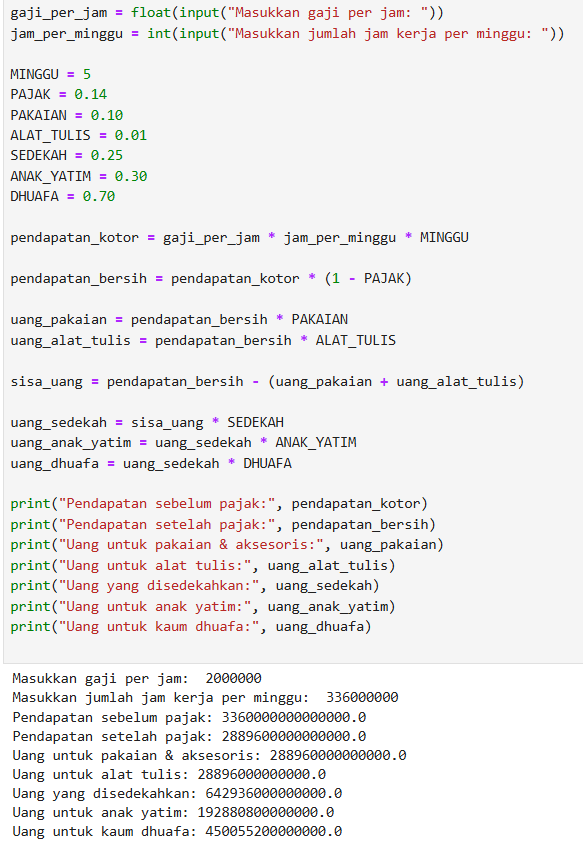 gaji_per_jam = float(input("Masukkan gaji per jam: "))
jam_per_minggu = int(input("Masukkan jumlah jam kerja per minggu: "))
MINGGU = 5
PAJAK = 0.14
PAKAIAN = 0.10
ALAT_TULIS = 0.01
SEDEKAH = 0.25
ANAK_YATIM = 0.30
DHUAFA = 0.70
pendapatan_kotor = gaji_per_jam * jam_per_minggu * MINGGU
pendapatan_bersih = pendapatan_kotor * (1 - PAJAK)
uang_pakaian = pendapatan_bersih * PAKAIAN
uang_alat_tulis = pendapatan_bersih * ALAT_TULIS
sisa_uang = pendapatan_bersih - (uang_pakaian + uang_alat_tulis)
uang_sedekah = sisa_uang * SEDEKAH
uang_anak_yatim = uang_sedekah * ANAK_YATIM
uang_dhuafa = uang_sedekah * DHUAFA
print("Pendapatan sebelum pajak:", pendapatan_kotor)
print("Pendapatan setelah pajak:", pendapatan_bersih)
print("Uang untuk pakaian & aksesoris:", uang_pakaian)
print("Uang untuk alat tulis:", uang_alat_tulis)
print("Uang yang disedekahkan:", uang_sedekah)
print("Uang untuk anak yatim:", uang_anak_yatim)
print("Uang untuk kaum dhuafa:", uang_dhuafa)
Masukkan gaji per jam:  2000000
Masukkan jumlah jam kerja per minggu:  336000000
Pendapatan sebelum pajak: 3360000000000000.0
Pendapatan setelah pajak: 2889600000000000.0
Uang untuk pakaian & aksesoris: 288960000000000.0
Uang untuk alat tulis: 28896000000000.0
Uang yang disedekahkan: 642936000000000.0
Uang untuk anak yatim: 192880800000000.0
Uang untuk kaum dhuafa: 450055200000000.0